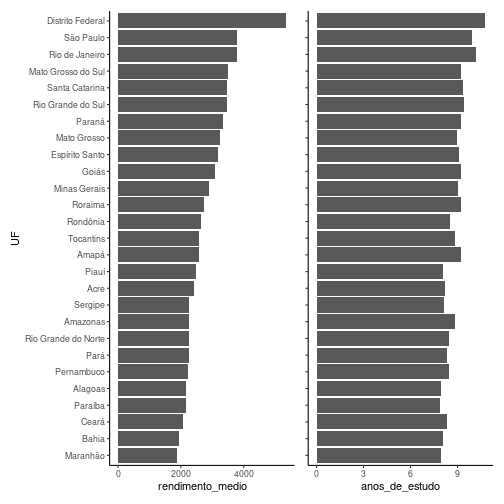 Distrito Federal
São Paulo
Rio de Janeiro
Mato Grosso do Sul
Santa Catarina
Rio Grande do Sul
Paraná
Mato Grosso
Espírito Santo
Goiás
Minas Gerais
Roraima
Rondônia
Tocantins
Amapá
Piauí
Acre
Sergipe
Amazonas
Rio Grande do Norte
Pará
Pernambuco
Alagoas
Paraíba
Ceará
Bahia
Maranhão
UF
0 2000 4000
rendimento_medio
0 3 6 9
anos_de_estudo